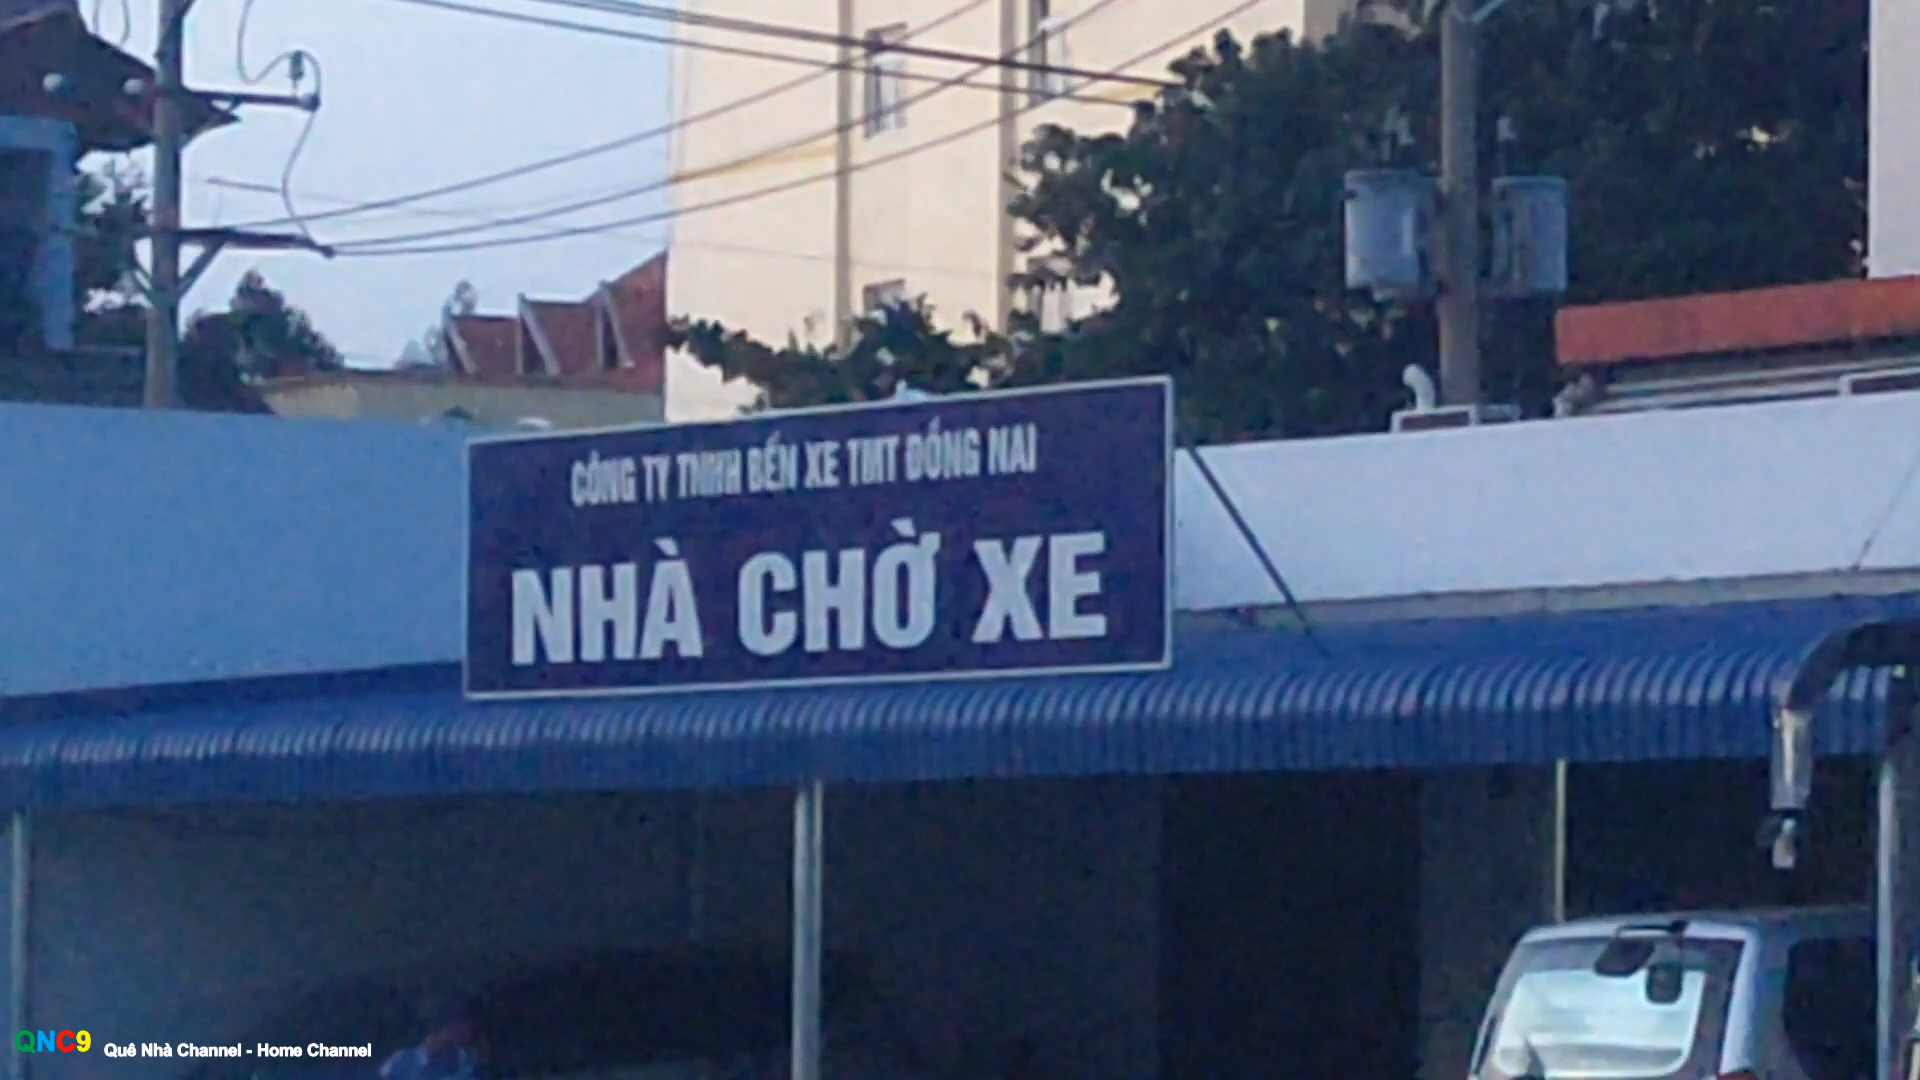 CÔNG TY TNHH BẾN XE TMT ĐỒNG NAI
NHÀ CHỜ XE
QNC9 Quê Nhà Channel - Home Channel